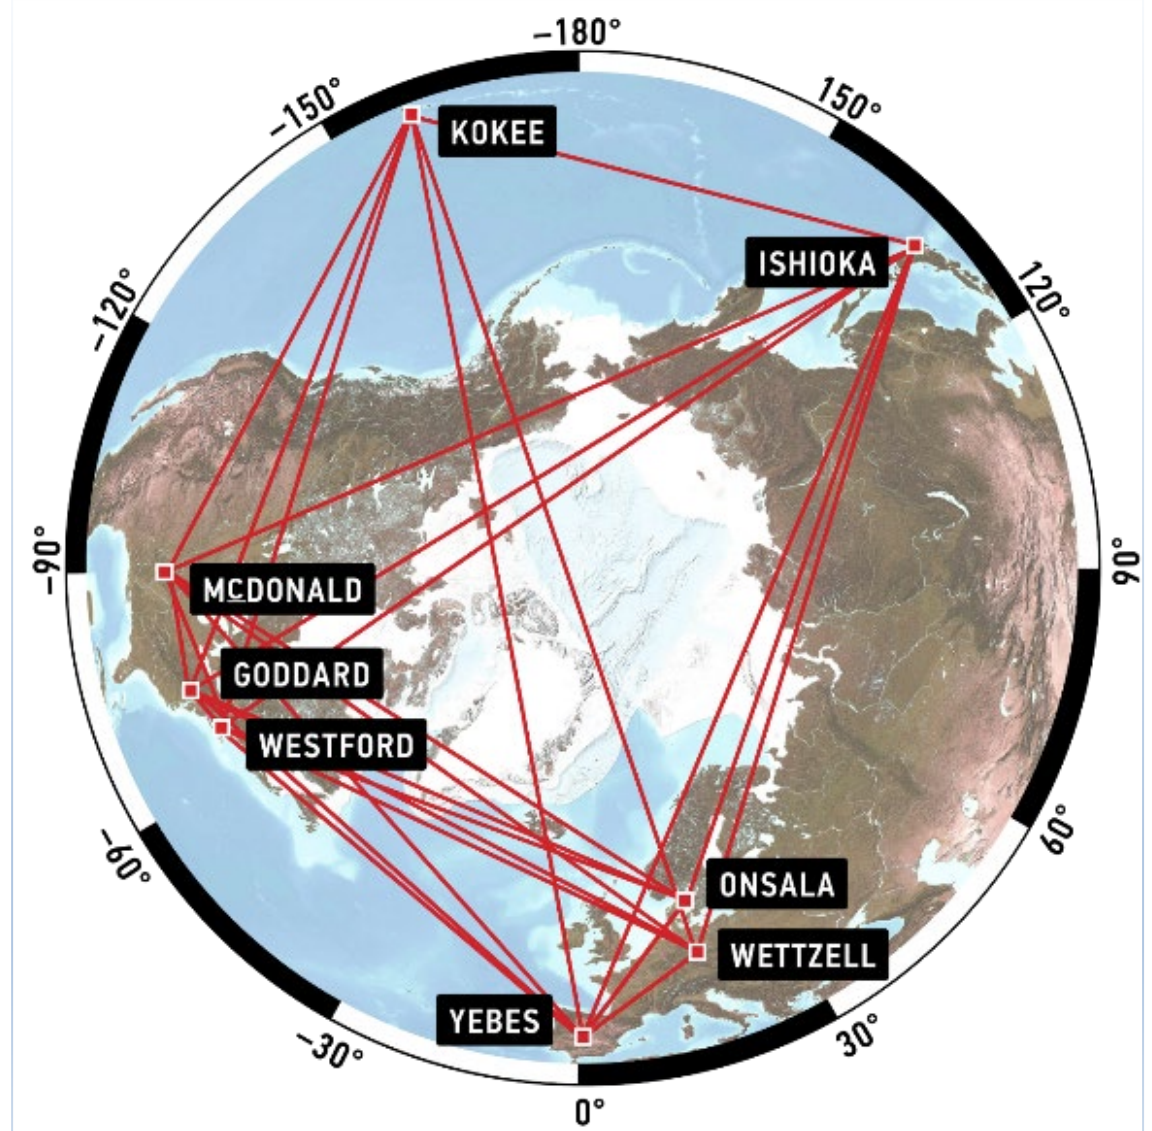 –180°
–150°
150°
KOKEE
ISHIOKA
–120°
120°
–90°
90°
MCDONALD
GODDARD
WESTFORD
–60°
60°
ONSALA
WETTZELL
YEBES
–30°
30°
0°